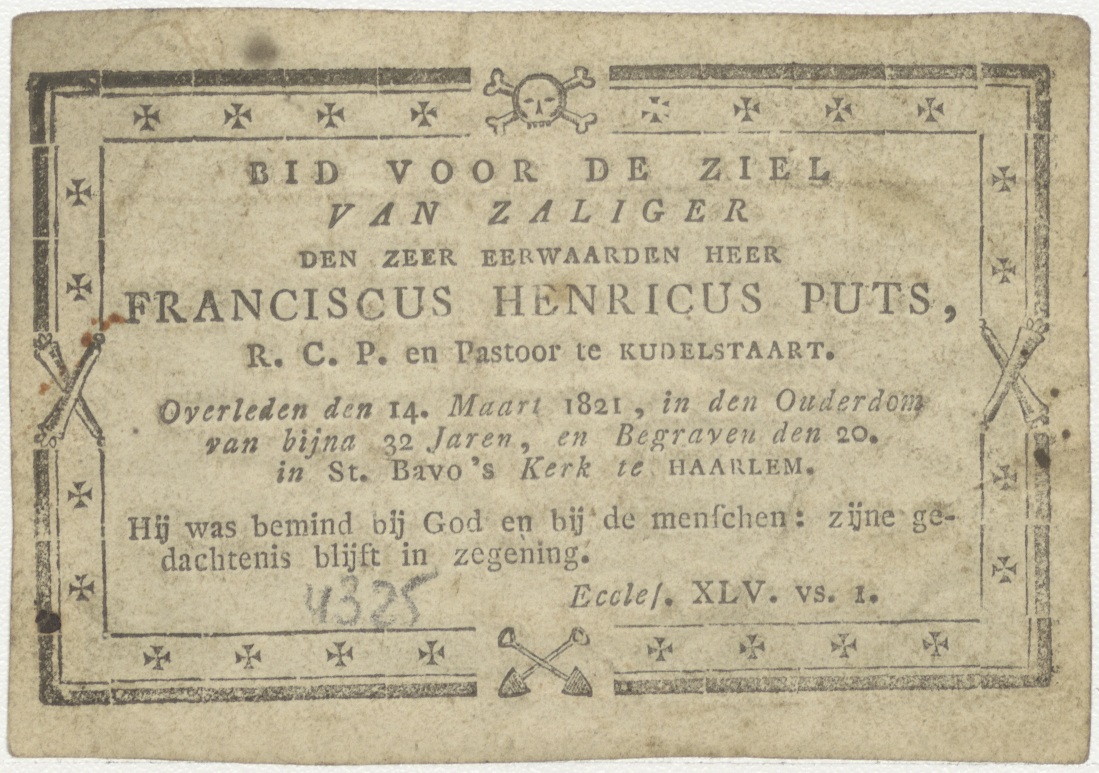 BID VOOR DE ZIEL
VAN ZALIGER
DEN ZEER EERWAARDEN HEER
FRANCISCUS HENRICUS PUTS,
R. C. P. en Pastoor te KUDELSTAART.
Overleden den 14. Maart 1821, in den Ouderdom
van bijna 32 Jaren, en Begraven den 20.
in St. Bavo's Kerk te HAARLEM.
Hij was bemind bij God en bij de menſchen: zijne ge-
dachtenis blijft in zegening.
4325
Eccleſ. XLV. vs. 1.